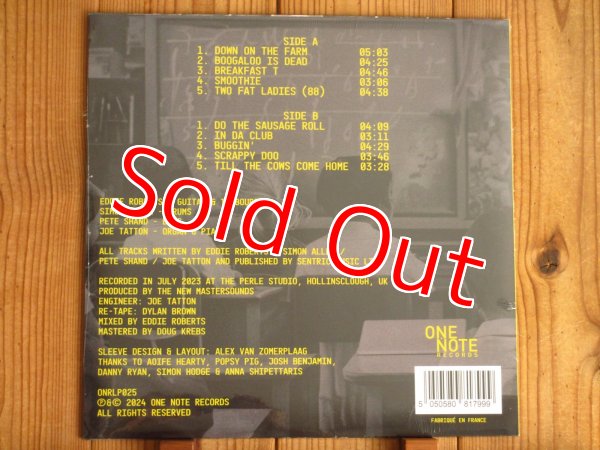 SIDE A
1. DOWN ON THE FARM 05:03
2. BOOGALOO IS DEAD 04:25
3. BREAKFAST T 04:46
4. SMOOTHIE 03:06
5. TWO FAT LADIES (88) 04:38
SIDE B
1. DO THE SAUSAGE ROLL 04:09
2. IN DA CLUB 03:11
3. BUGGIN' 04:29
4. SCRAPPY DOO 03:46
5. TILL THE COWS COME HOME 03:28
Sold Out
EDDIE GUITAR &
PETE SHAND -
JOE TATTON -
ALL TRACKS WRITTEN BY EDDIE ROBERTS SIMON /
PETE SHAND / JOE TATTON AND PUBLISHED BY SENTRIC MUSIC
RECORDED IN JULY 2023 AT THE PERLE STUDIO, HOLLINSCLOUGH, UK
PRODUCED BY THE NEW MASTERSOUNDS
ENGINEER: JOE TATTON
RE-TAPE: DYLAN BROWN
MIXED BY EDDIE ROBERTS
MASTERED BY DOUG KREBS
SLEEVE DESIGN & LAYOUT: ALEX VAN ZOMERPLAAG
THANKS TO AOIFE HEARTY, POPSY PIG, JOSH BENJAMIN,
DANNY RYAN, SIMON HODGE & ANNA SHIPETTARIS
ONRLP025
℗&© 2024 ONE NOTE RECORDS
ALL RIGHTS RESERVED
ONE
NOTE
RECORDS
5 050580 817999
FABRIQUÉ EN FRANCE